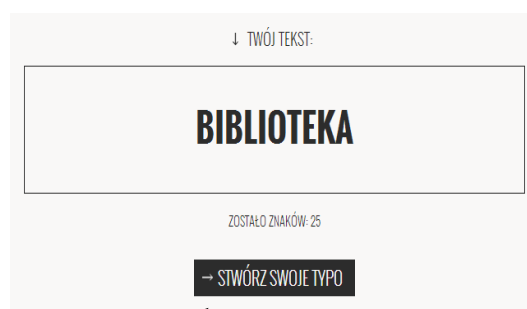 ↓ TWÓJ TEKST:
BIBLIOTEKA
ZOSTAŁO ZNAKÓW: 25
→ STWÓRZ SWOJE TYPO